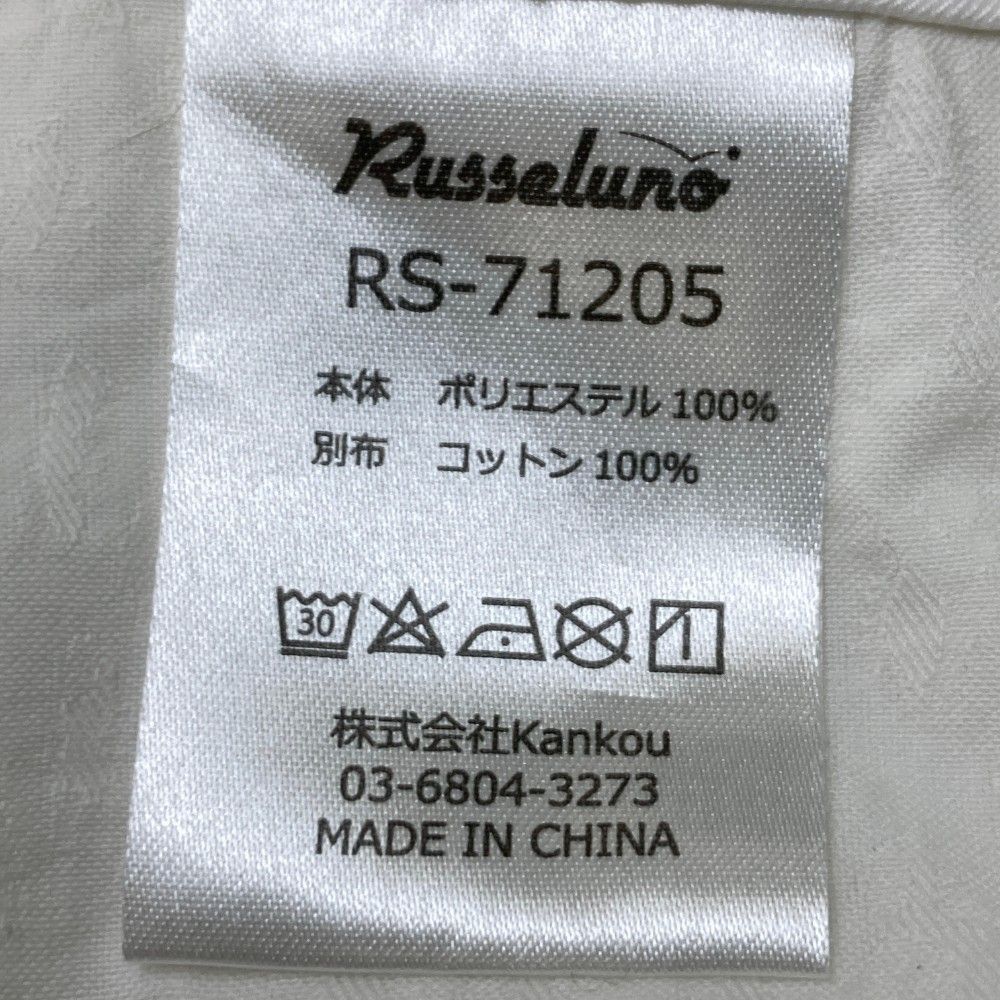 Russeluno
RS-71205
本体 ポリエステル 100%
別布 コットン 100%
30
株式会社Kankou
03-6804-3273
MADE IN CHINA